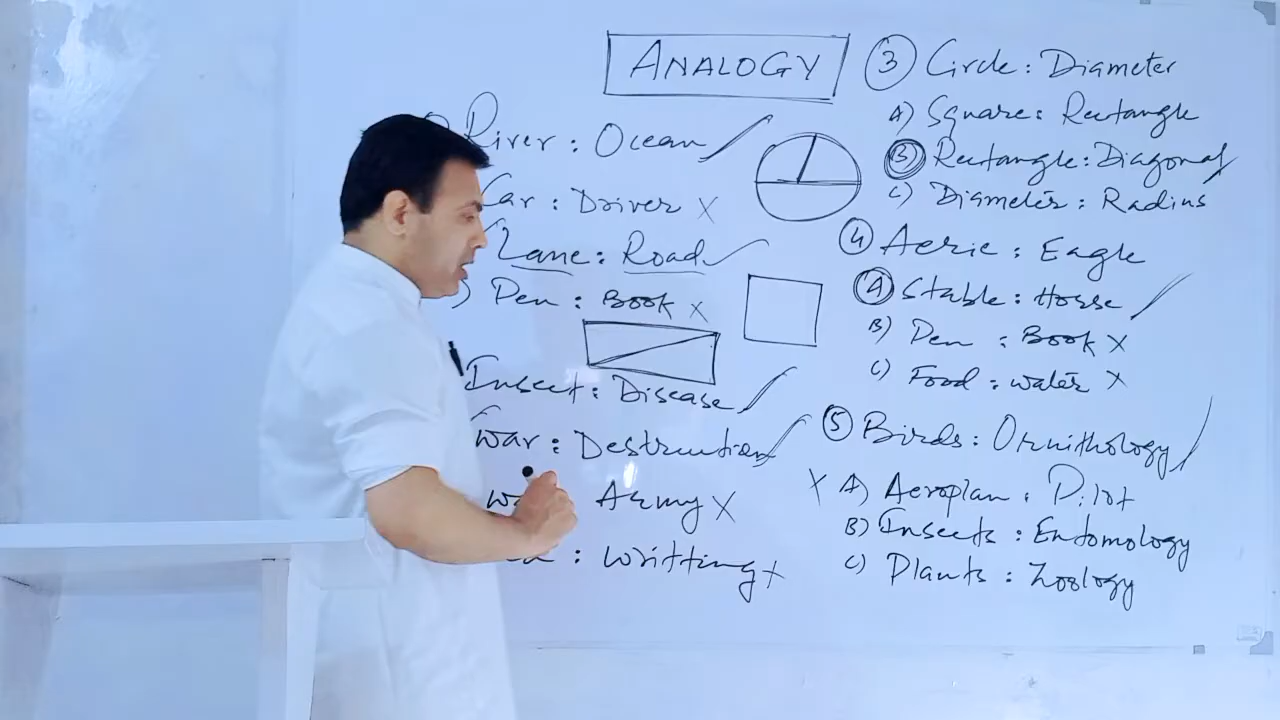 ANALOGY
River : Ocean
Car : Driver X
Lane : Road
) Pen : Book X
Insect : Disease
War : Destruction
Army X
: Writting X
③ Circle : Diameter
A) Square : Rectangle
B) Rectangle : Diagonal
C) Diameter : Radius
④ Aerie : Eagle
A) Stable : Horse
B) Pen : Book X
C) Food : water X
⑤ Birds : Ornithology
X A) Aeroplan : Pilot
B) Insects : Entomology
C) Plants : Zoology